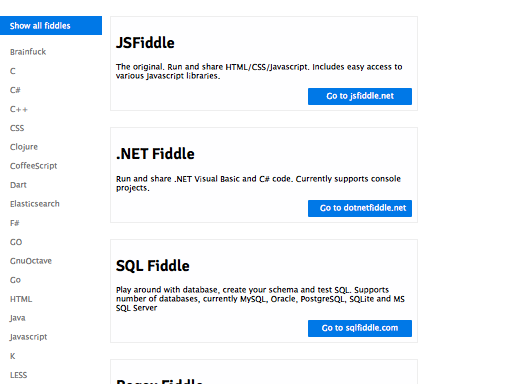 Show all fiddles
Brainfuck
C
C#
C++
CSS
Clojure
CoffeeScript
Dart
Elasticsearch
F#
GO
GnuOctave
Go
HTML
Java
Javascript
K
LESS
JSFiddle
The original. Run and share HTML/CSS/Javascript. Includes easy access to
various Javascript libraries.
Go to jsfiddle.net
.NET Fiddle
Run and share .NET Visual Basic and C# code. Currently supports console
projects.
Go to dotnetfiddle.net
SQL Fiddle
Play around with database, create your schema and test SQL. Supports
number of databases, currently MySQL, Oracle, PostgreSQL, SQLite and MS
SQL Server
Go to sqlfiddle.com
Regex Fiddle